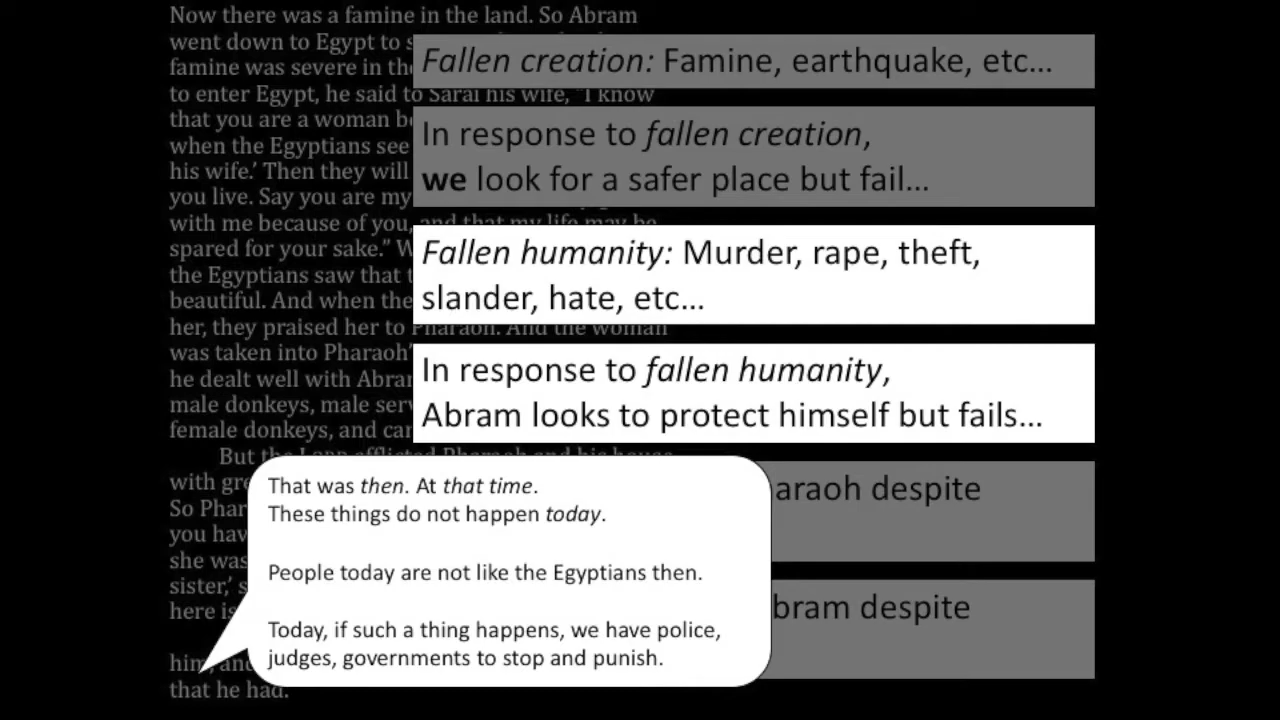 Now there was a famine in the land. So Abram
went down to Egypt to
famine was severe in the
to enter Egypt, he said to Sarai his wife, "I know
that you are a woman
when the Egyptians see
his wife.' Then they will
you live. Say you are my
with me because of you, and that my life may be
spared for your sake."
the Egyptians saw that
beautiful. And when the
her, they praised her to Pharaoh. And the woman
was taken into Pharaoh'
he dealt well with Abra
male donkeys, male
female donkeys, and
But the LORD afflicted Pharaoh and his house
with
So
you
she was
sister,'
here
him, and
that he had.
Fallen creation: Famine, earthquake, etc...
In response to fallen creation,
we look for a safer place but fail...
Fallen humanity: Murder, rape, theft,
slander, hate, etc...
In response to fallen humanity,
Abram looks to protect himself but fails...
araoh despite
bram despite
That was then. At that time.
These things do not happen today.
People today are not like the Egyptians then.
Today, if such a thing happens, we have police,
judges, governments to stop and punish.